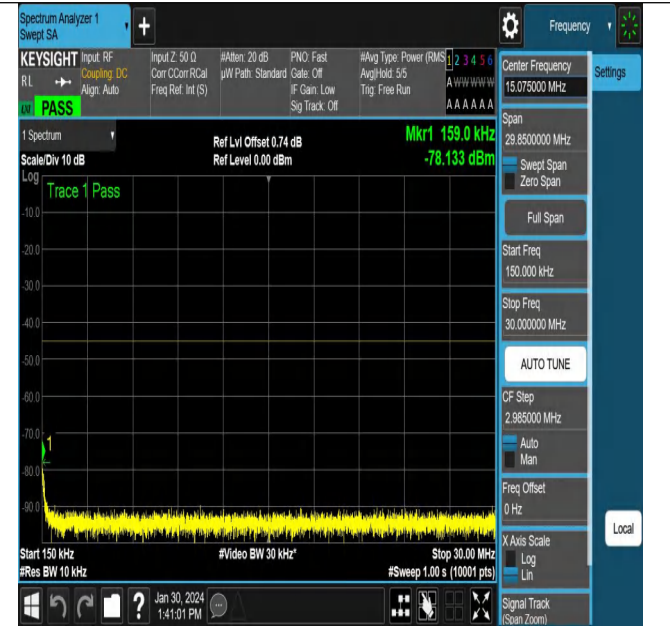 Spectrum Analyzer 1
Swept SA
Frequency
KEYSIGHT
RL
PASS
Input: RF
Coupling: DC
Align: Auto
Input Z: 50 Ω
Corr CCorr RCal
Freq Ref: Int (S)
#Atten: 20 dB
µW Path: Standard
PNO: Fast
Gate: Off
IF Gain: Low
Sig Track: Off
#Avg Type: Power (RMS
Avg|Hold: 5/5
Trig: Free Run
1 2 3 4 5 6
A W W W W W
A A A A A A
1 Spectrum
Scale/Div 10 dB
Ref Lvl Offset 0.74 dB
Ref Level 0.00 dBm
Mkr1 159.0 kHz
-78.133 dBm
Log
Trace 1 Pass
-10.0
-20.0
-30.0
-40.0
-50.0
-60.0
-70.0
-80.0
-90.0
1
Start 150 kHz
#Video BW 30 kHz*
Stop 30.00 MHz
#Res BW 10 kHz
#Sweep 1.00 s (10001 pts)
Jan 30, 2024
1:41:01 PM
Center Frequency
15.075000 MHz
Settings
Span
29.8500000 MHz
Swept Span
Zero Span
Full Span
Start Freq
150.000 kHz
Stop Freq
30.000000 MHz
AUTO TUNE
CF Step
2.985000 MHz
Auto
Man
Freq Offset
0 Hz
X Axis Scale
Log
Lin
Local
Signal Track
(Span Zoom)